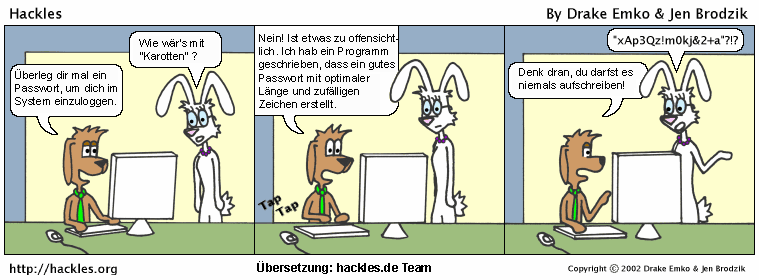 Hackles
By Drake Emko & Jen Brodzik
Überleg dir mal ein
Passwort, um dich im
System einzuloggen.
Wie wär's mit
"Karotten" ?
Nein! Ist etwas zu offensicht-
lich. Ich hab ein Programm
geschrieben, dass ein gutes
Passwort mit optimaler
Länge und zufälligen
Zeichen erstellt.
Tap
Tap
"xAp3Qz!m0kj&2+a"?!?
Denk dran, du darfst es
niemals aufschreiben!
http://hackles.org
Übersetzung: hackles.de Team
Copyright © 2002 Drake Emko & Jen Brodzik